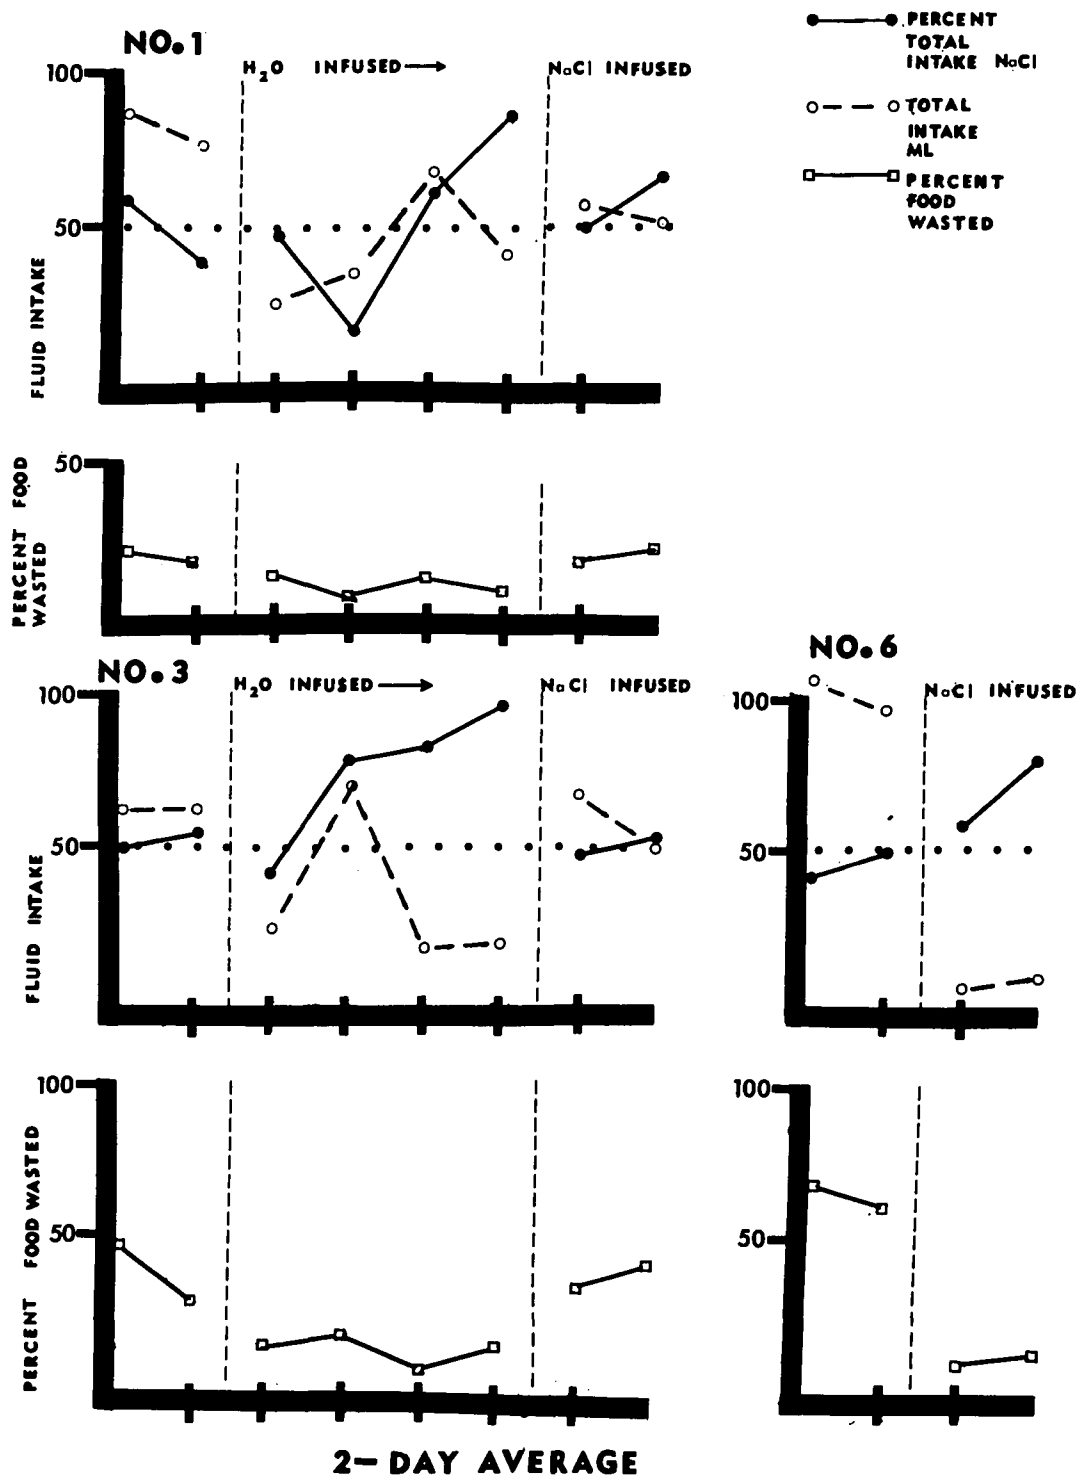 NO. 1
H2O INFUSED
NaCl INFUSED
100
50
FLUID INTAKE
PERCENT
TOTAL
INTAKE NaCl
TOTAL
INTAKE
ML
PERCENT
FOOD
WASTED
50
PERCENT FOOD
WASTED
NO. 3
H2O INFUSED
NaCl INFUSED
100
50
FLUID INTAKE
NO. 6
NaCl INFUSED
100
50
100
50
PERCENT FOOD WASTED
100
50
2- DAY AVERAGE